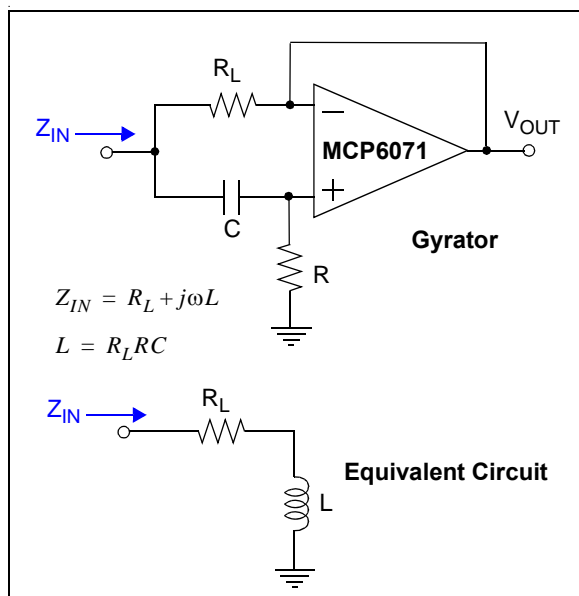 R_L
Z_IN
−
MCP6071
V_OUT
+
C
Gyrator
R
Z_IN = R_L + jωL
L = R_L RC
R_L
Z_IN
Equivalent Circuit
L